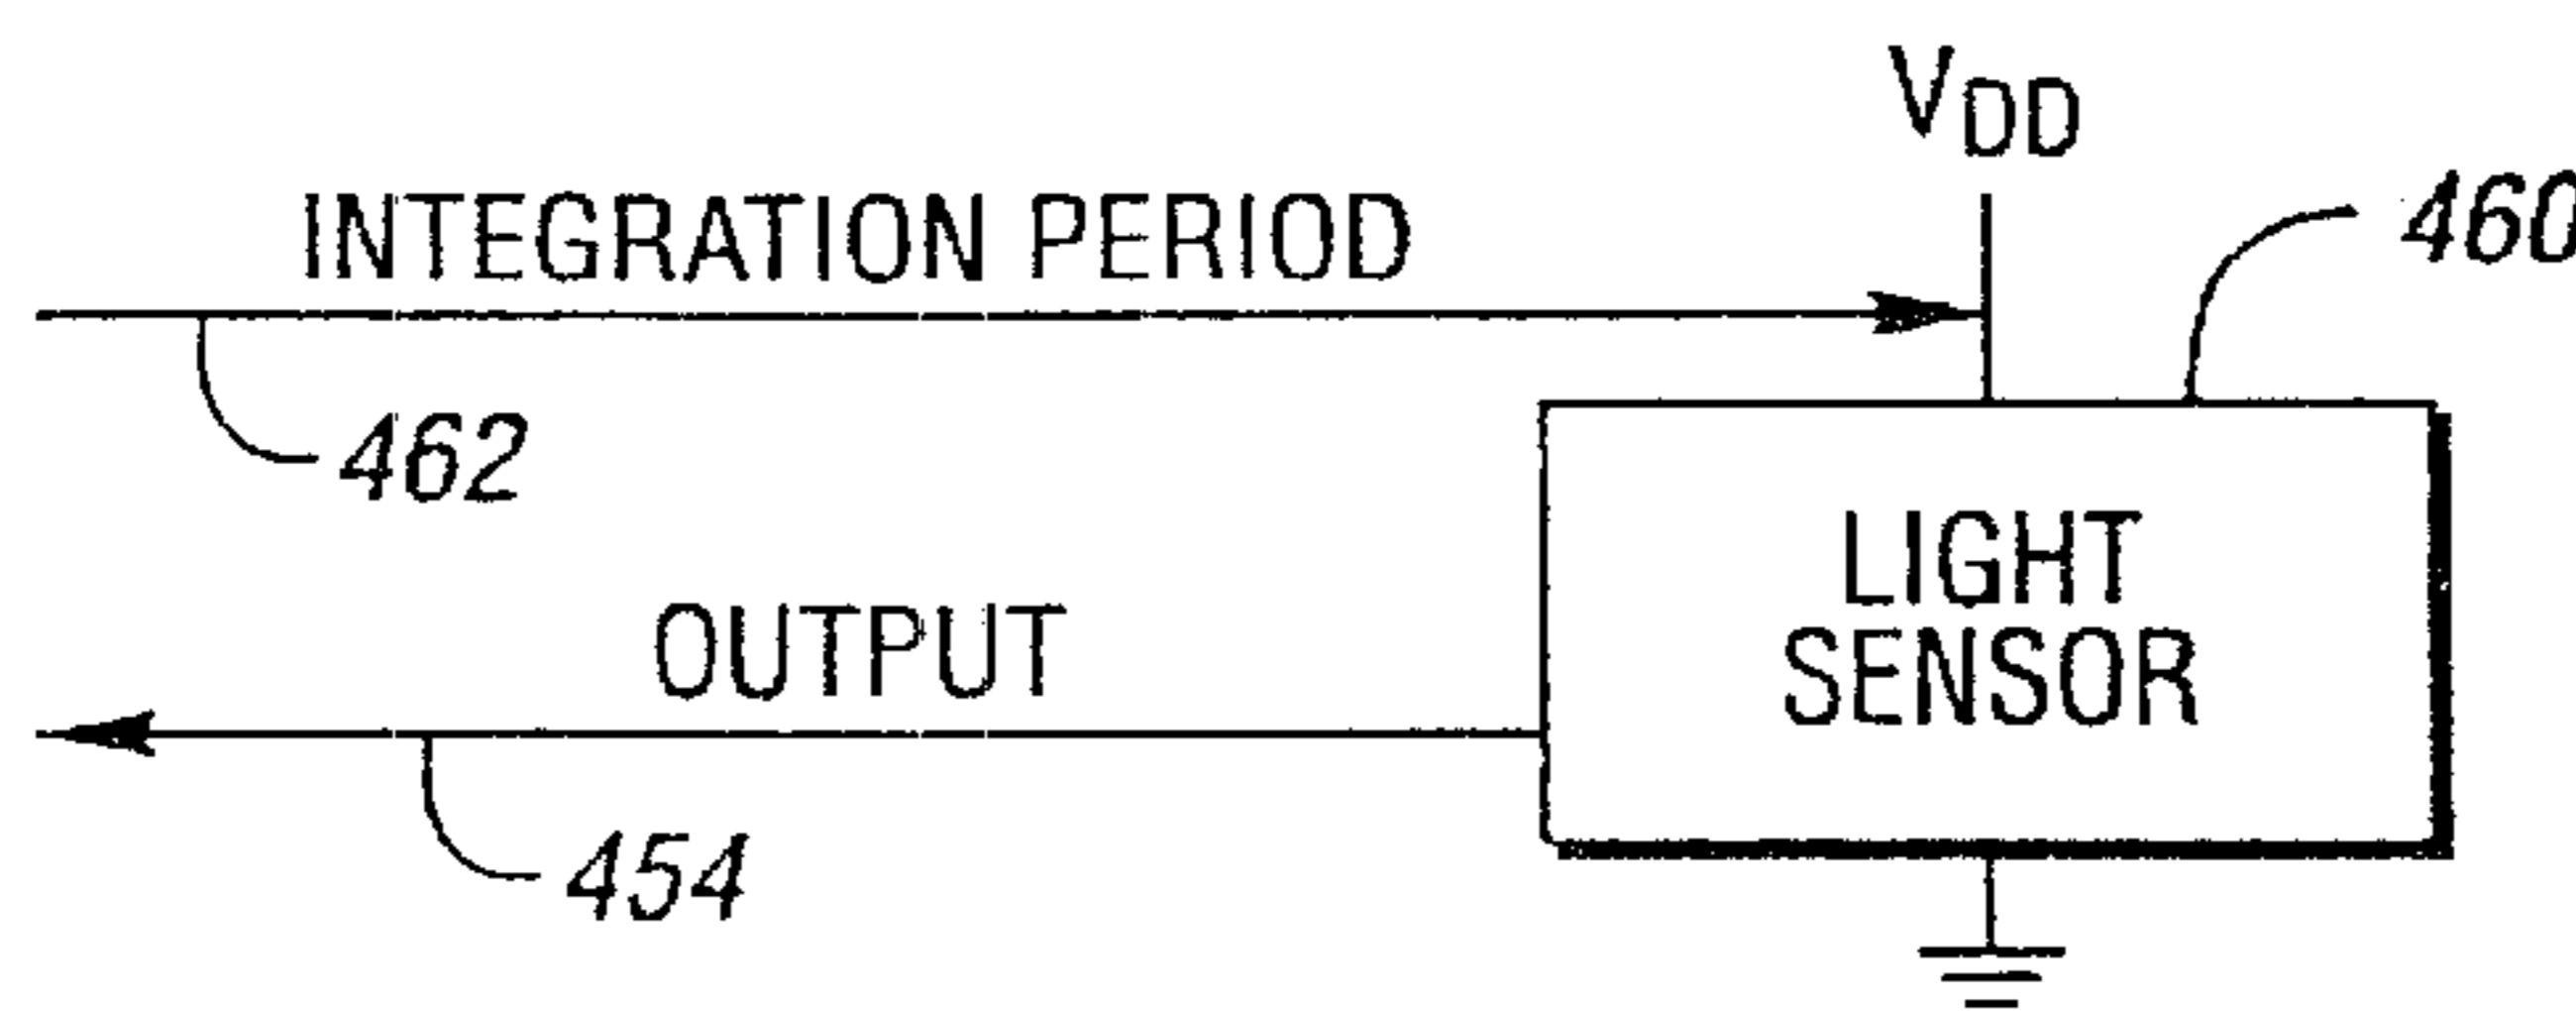 VDD
INTEGRATION PERIOD
460
462
LIGHT
SENSOR
OUTPUT
454